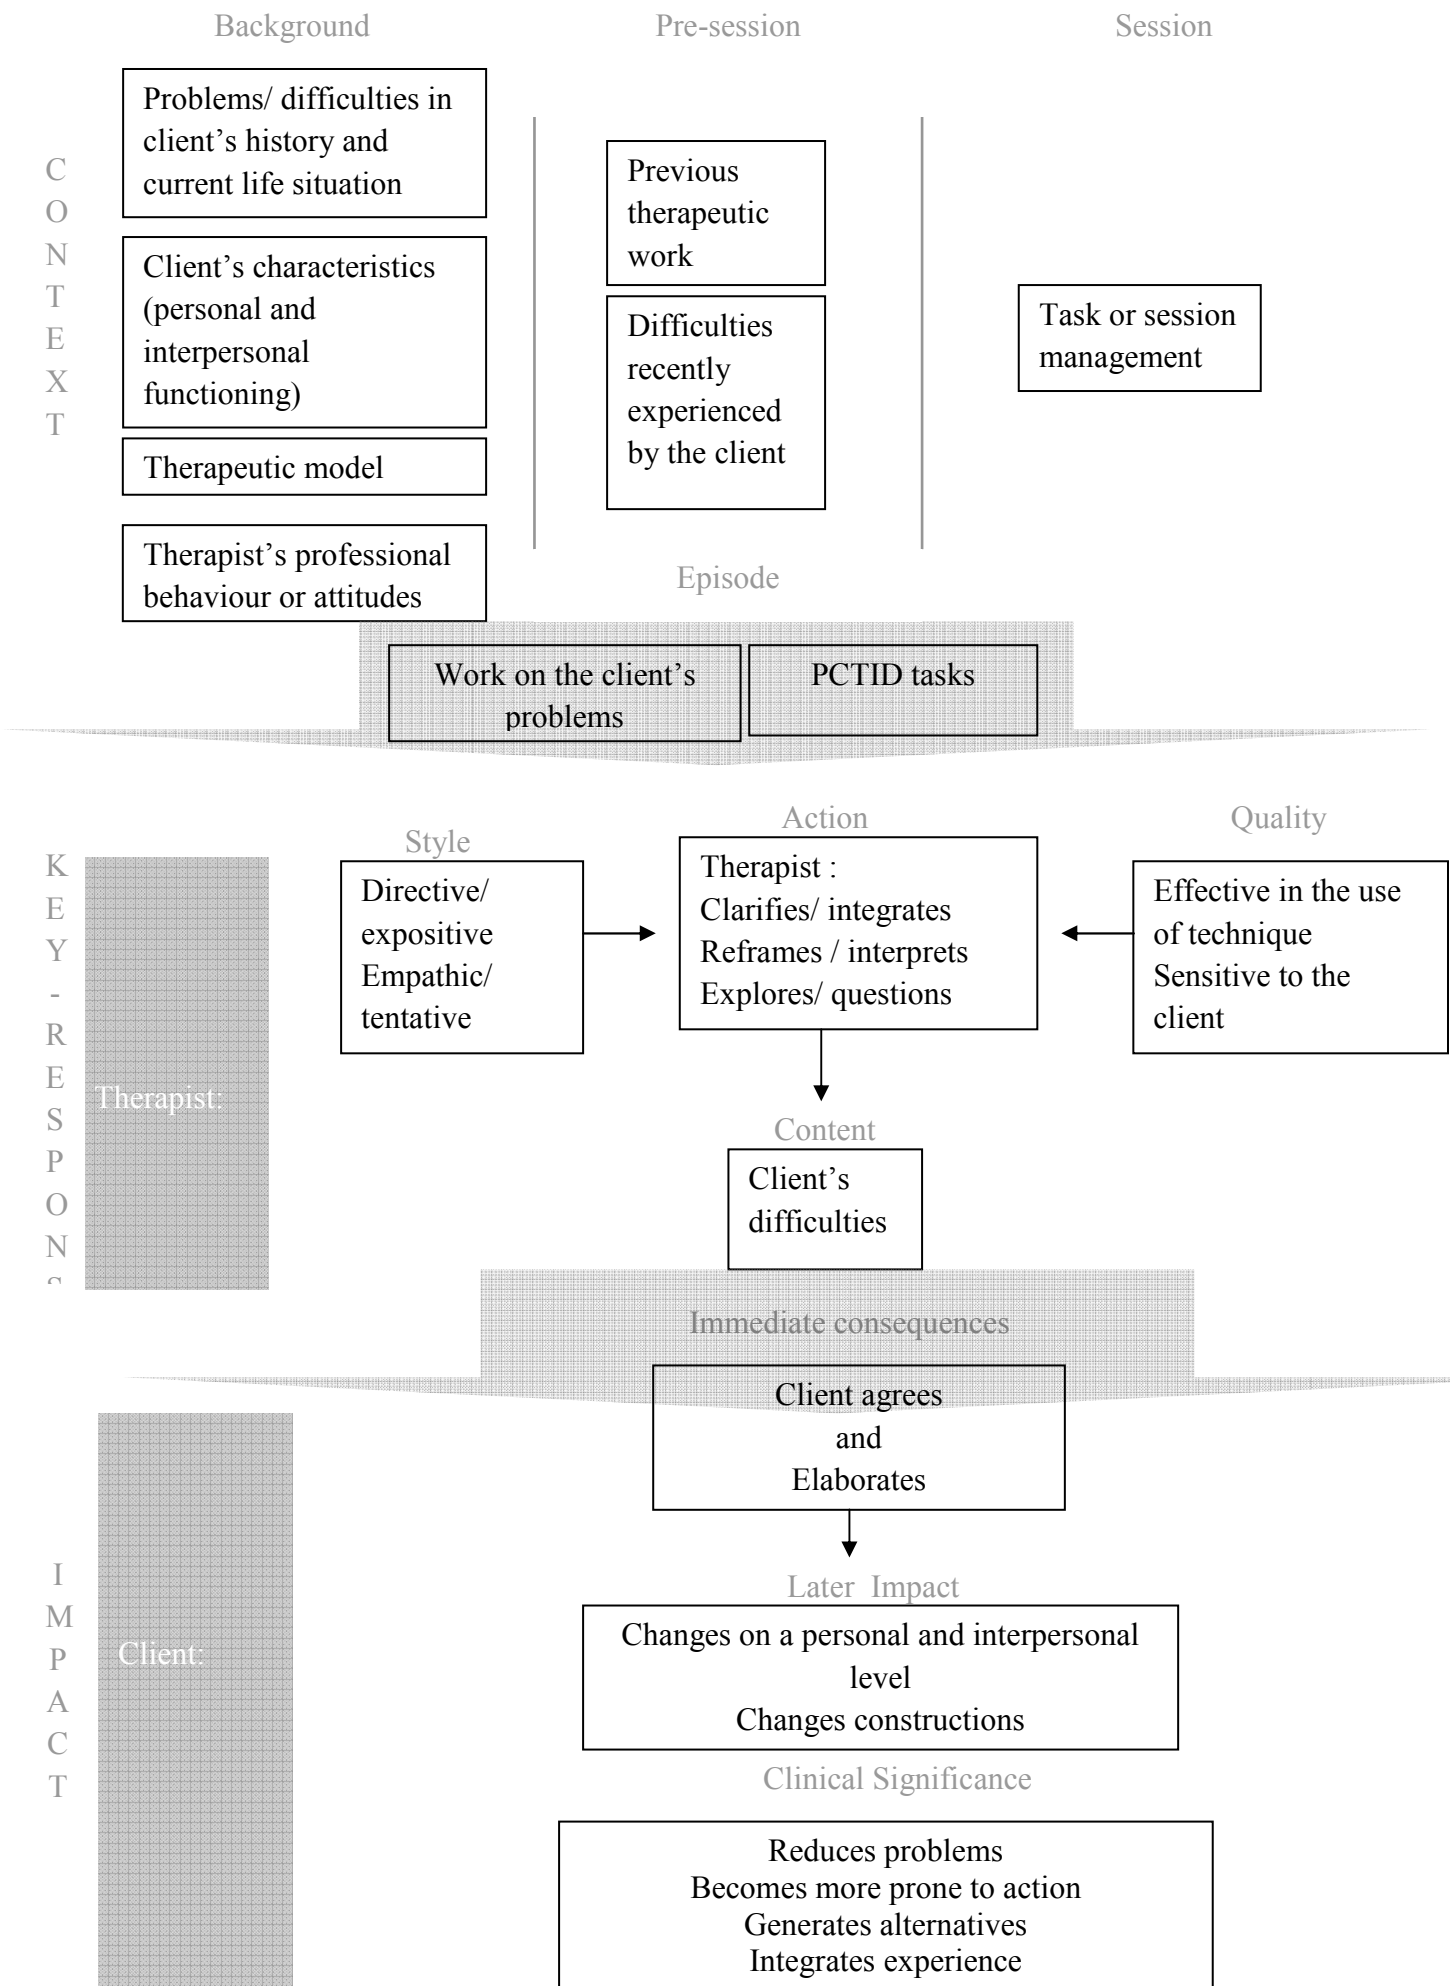 Background
Pre-session
Session
CONTEXT
Problems/ difficulties in
client’s history and
current life situation
Client’s characteristics
(personal and
interpersonal
functioning)
Therapeutic model
Therapist’s professional
behaviour or attitudes
Previous
therapeutic
work
Difficulties
recently
experienced
by the client
Task or session
management
Episode
Work on the client’s
problems
PCTID tasks
KEY-RESPONS
Therapist:
Style
Directive/
expositive
Empathic/
tentative
Action
Therapist :
Clarifies/ integrates
Reframes / interprets
Explores/ questions
Quality
Effective in the use
of technique
Sensitive to the
client
Content
Client’s
difficulties
Immediate consequences
Client agrees
and
Elaborates
IMPACT
Client:
Later Impact
Changes on a personal and interpersonal
level
Changes constructions
Clinical Significance
Reduces problems
Becomes more prone to action
Generates alternatives
Integrates experience